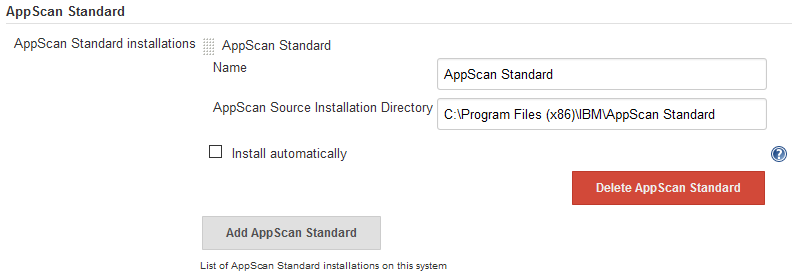 AppScan Standard
AppScan Standard installations
AppScan Standard
Name
AppScan Standard
AppScan Source Installation Directory
C:\Program Files (x86)\IBM\AppScan Standard
Install automatically
?
Delete AppScan Standard
Add AppScan Standard
List of AppScan Standard installations on this system